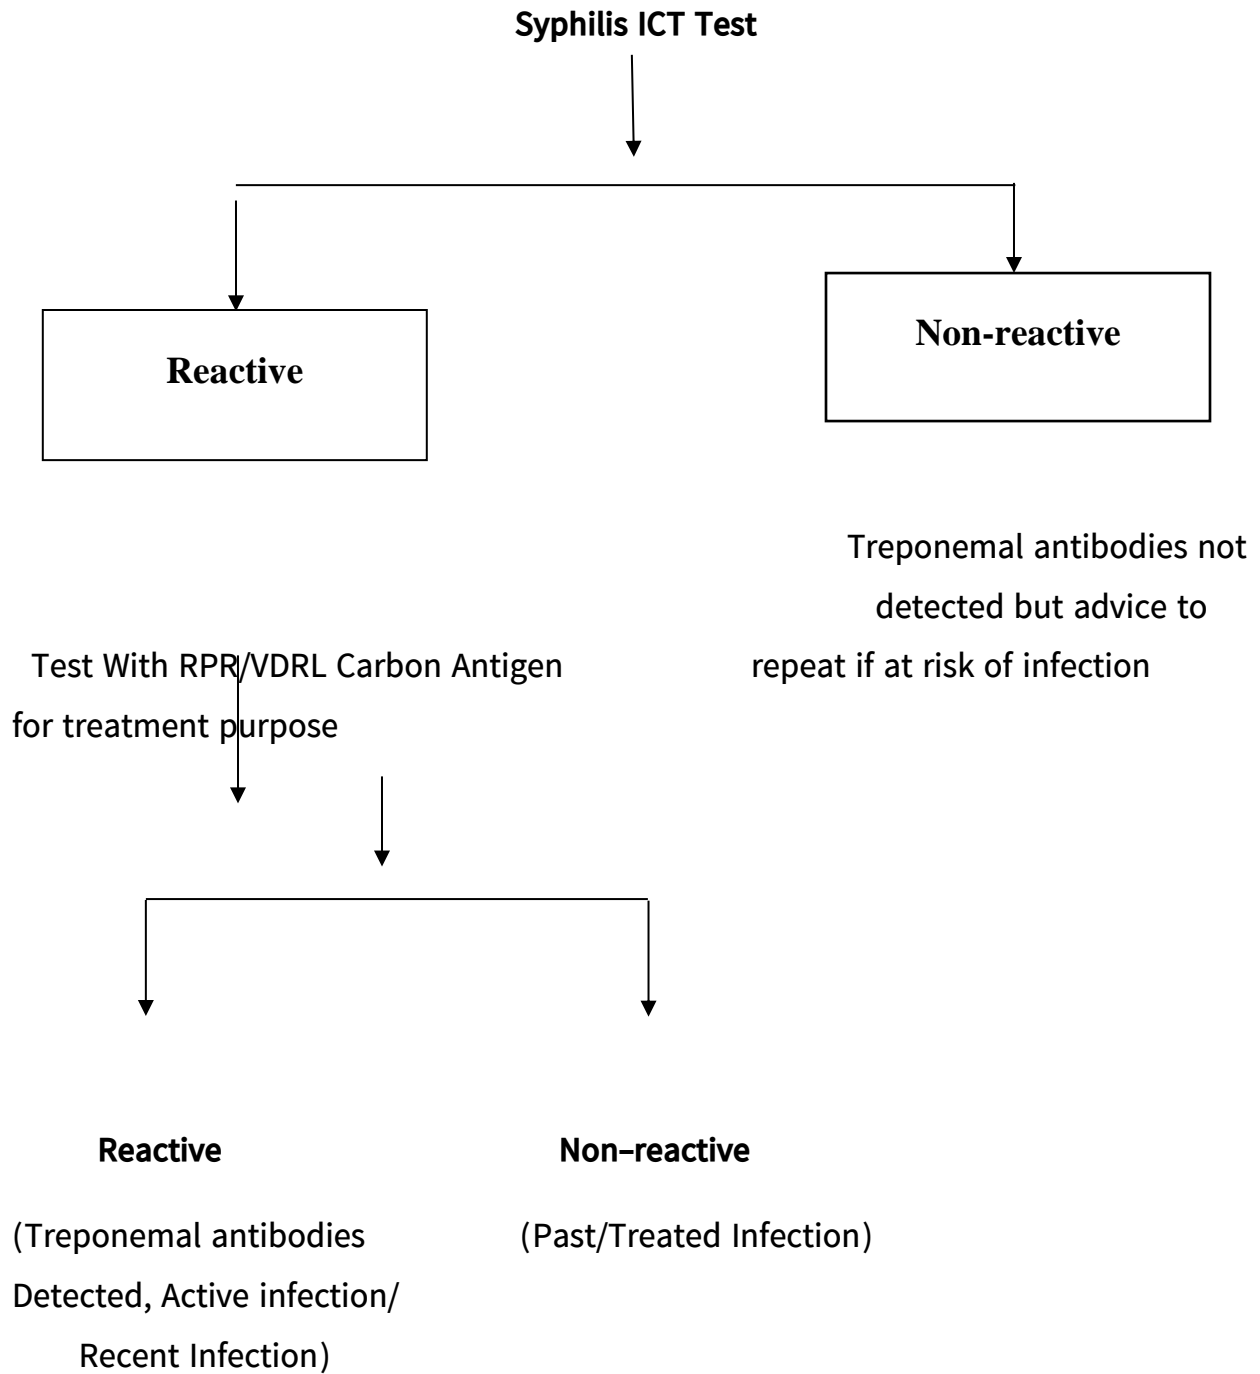 Syphilis ICT Test
Reactive
Non-reactive
Treponemal antibodies not
detected but advice to
repeat if at risk of infection
Test With RPR/VDRL Carbon Antigen
for treatment purpose
Reactive
(Treponemal antibodies
Detected, Active infection/
Recent Infection)
Non–reactive
(Past/Treated Infection)